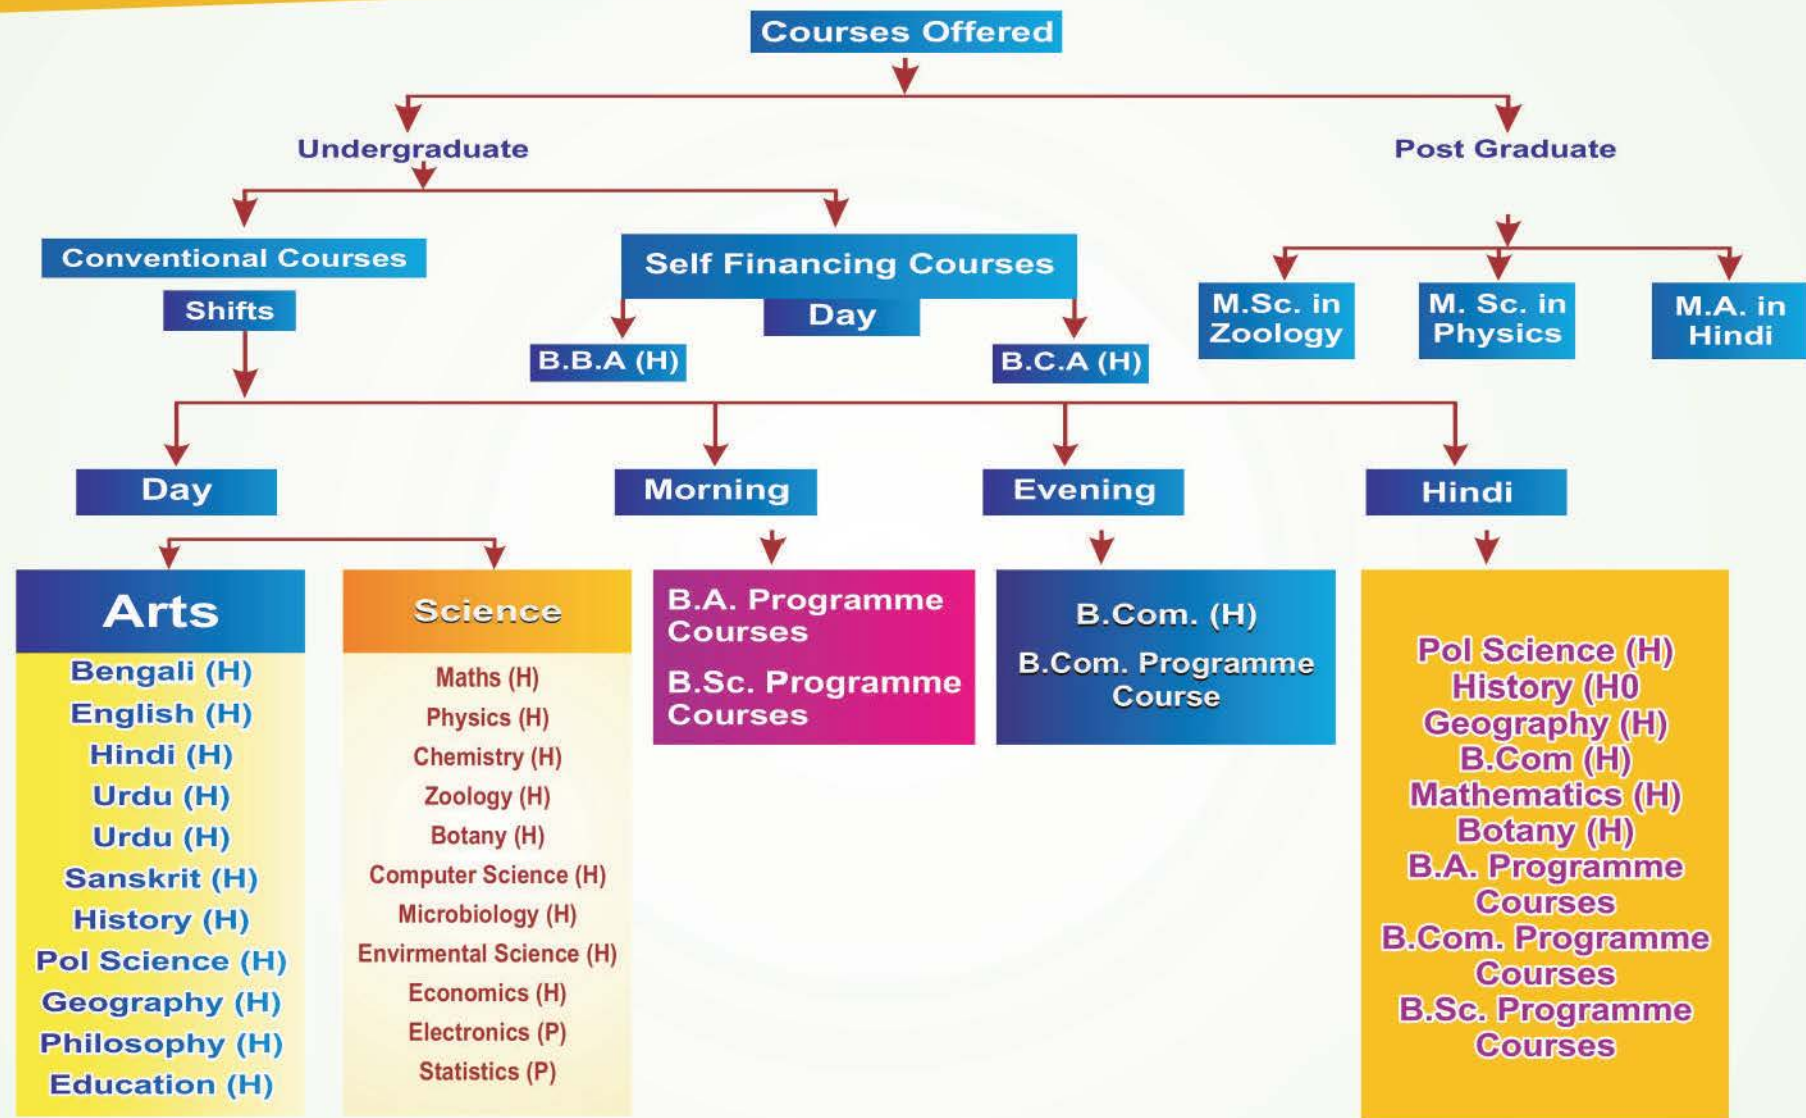 Courses Offered
Undergraduate
Post Graduate
Conventional Courses
Shifts
Self Financing Courses
Day
B.B.A (H)
B.C.A (H)
M.Sc. in
Zoology
M. Sc. in
Physics
M.A. in
Hindi
Day
Morning
Evening
Hindi
Arts
Bengali (H)
English (H)
Hindi (H)
Urdu (H)
Urdu (H)
Sanskrit (H)
History (H)
Pol Science (H)
Geography (H)
Philosophy (H)
Education (H)
Science
Maths (H)
Physics (H)
Chemistry (H)
Zoology (H)
Botany (H)
Computer Science (H)
Microbiology (H)
Envirmental Science (H)
Economics (H)
Electronics (P)
Statistics (P)
B.A. Programme
Courses
B.Sc. Programme
Courses
B.Com. (H)
B.Com. Programme
Course
Pol Science (H)
History (H0
Geography (H)
B.Com (H)
Mathematics (H)
Botany (H)
B.A. Programme
Courses
B.Com. Programme
Courses
B.Sc. Programme
Courses